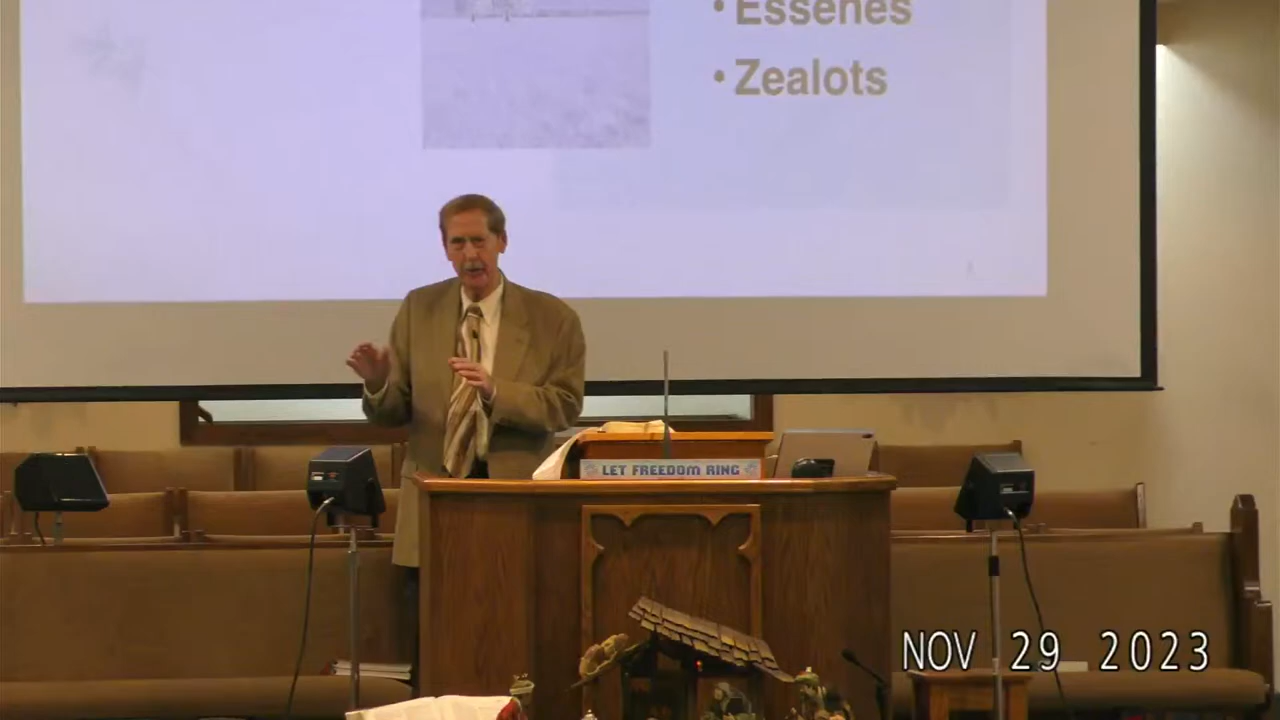 • Essenes
• Zealots
LET FREEDOM RING
NOV 29 2023